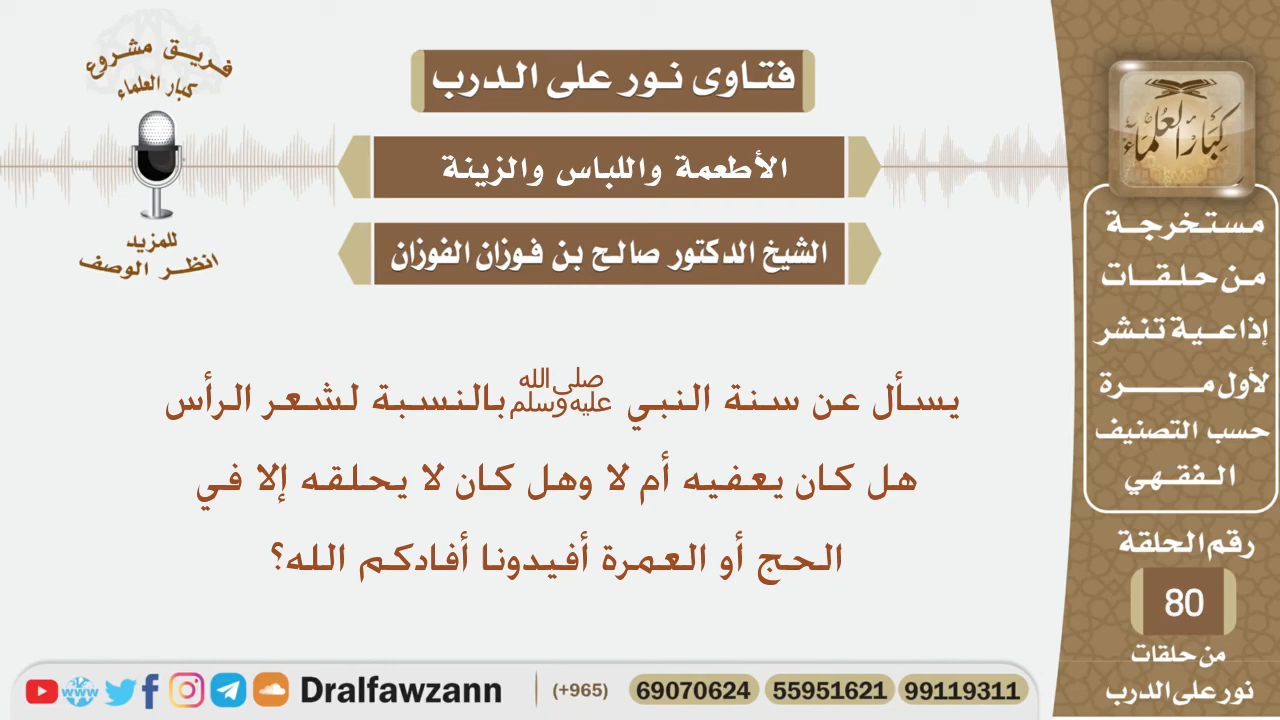 فريق مشروع
كبار العلماء
للمزيد
انظر الوصف
فتاوى نور على الدرب
الأطعمة واللباس والزينة
الشيخ الدكتور صالح بن فوزان الفوزان
يسأل عن سنة النبي ﷺ بالنسبة لشعر الرأس
هل كان يعفيه أم لا وهل كان لا يحلقه إلا في
الحج أو العمرة أفيدونا أفادكم الله؟
كبار العلماء
مستخرجة
من حلقات
إذاعية تنشر
لأول مرة
حسب التصنيف
الفقهي
رقم الحلقة
80
من حلقات
نور على الدرب
www Dralfawzann (+965) 69070624 55951621 99119311